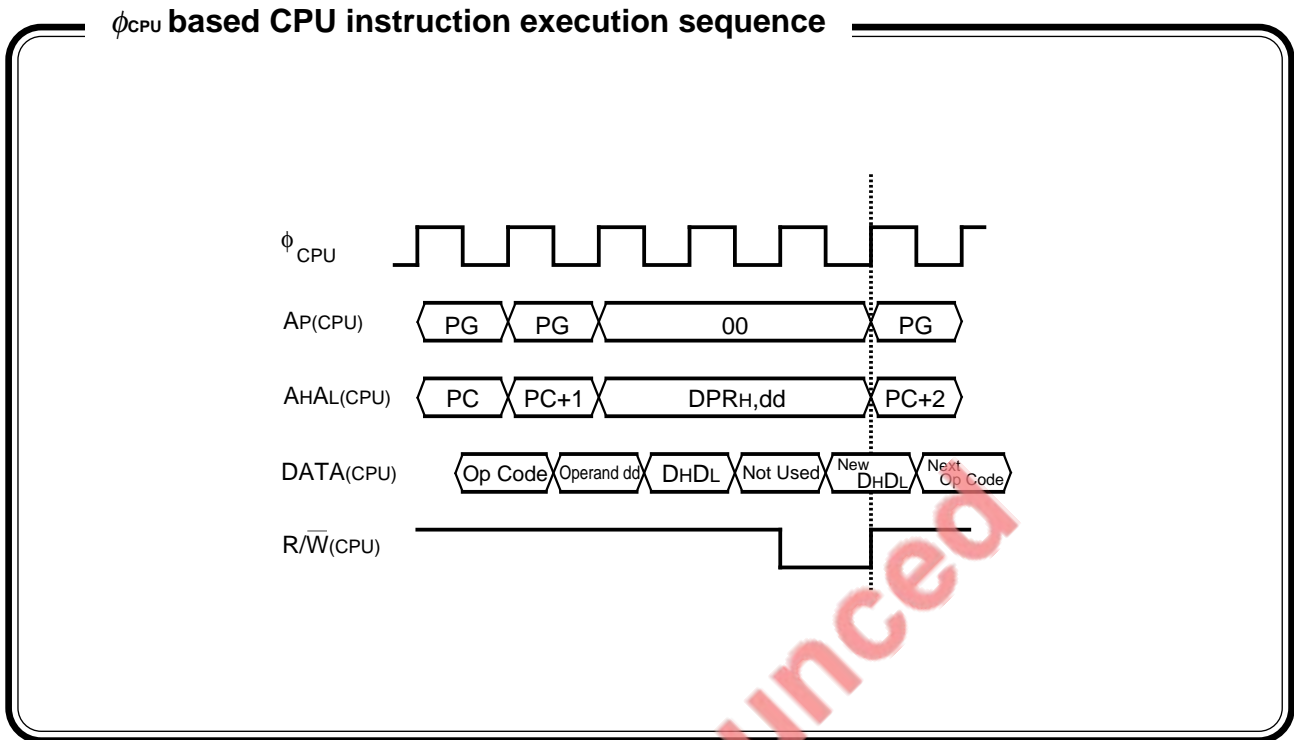 ϕCPU based CPU instruction execution sequence
ϕCPU
AP(CPU) PG PG 00 PG
AHAL(CPU) PC PC+1 DPRH,dd PC+2
DATA(CPU) Op Code Operand dd DHDL Not Used New DHDL Next Op Code
R/W̅(CPU)
unced